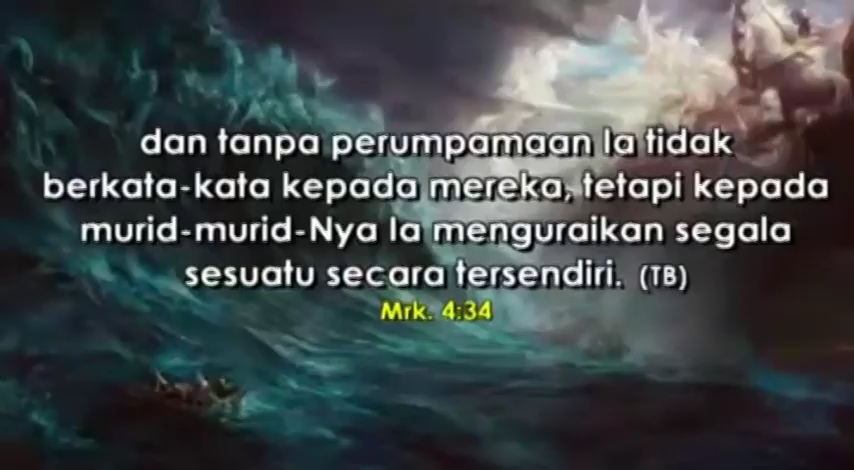 dan tanpa perumpamaan Ia tidak
berkata-kata kepada mereka, tetapi kepada
murid-murid-Nya Ia menguraikan segala
sesuatu secara tersendiri. (TB)
Mrk. 4:34